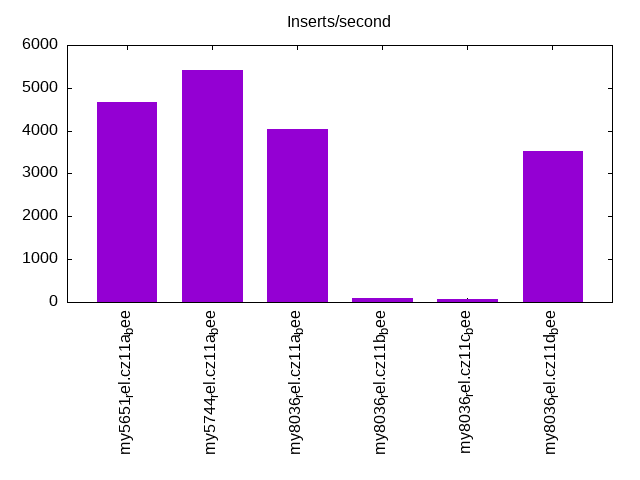 Inserts/second
6000
5000
4000
3000
2000
1000
0
my5651rel.cz11abee
my5744rel.cz11abee
my8036rel.cz11abee
my8036rel.cz11bbee
my8036rel.cz11cbee
my8036rel.cz11dbee